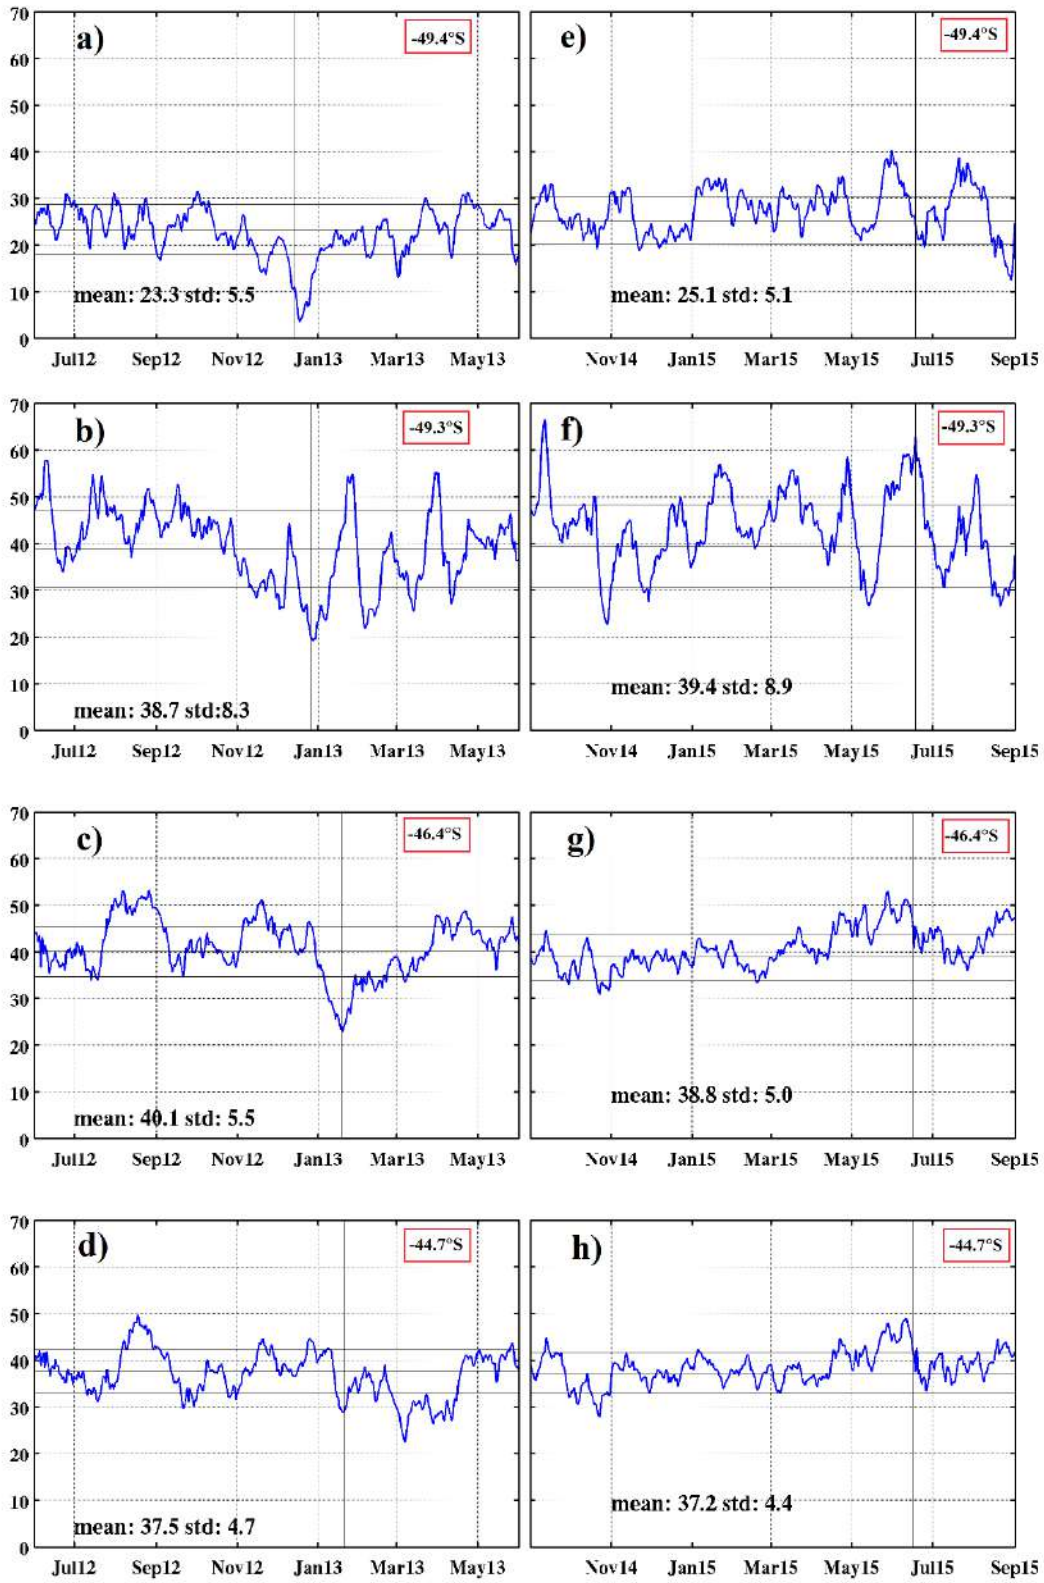 a) -49.4°S
70
60
50
40
30
20
10
0
mean: 23.3 std: 5.5
Jul12 Sep12 Nov12 Jan13 Mar13 May13
e) -49.4°S
mean: 25.1 std: 5.1
Nov14 Jan15 Mar15 May15 Jul15 Sep15
b) -49.3°S
70
60
50
40
30
20
10
0
mean: 38.7 std:8.3
Jul12 Sep12 Nov12 Jan13 Mar13 May13
f) -49.3°S
mean: 39.4 std: 8.9
Nov14 Jan15 Mar15 May15 Jul15 Sep15
c) -46.4°S
70
60
50
40
30
20
10
0
mean: 40.1 std: 5.5
Jul12 Sep12 Nov12 Jan13 Mar13 May13
g) -46.4°S
mean: 38.8 std: 5.0
Nov14 Jan15 Mar15 May15 Jul15 Sep15
d) -44.7°S
70
60
50
40
30
20
10
0
mean: 37.5 std: 4.7
Jul12 Sep12 Nov12 Jan13 Mar13 May13
h) -44.7°S
mean: 37.2 std: 4.4
Nov14 Jan15 Mar15 May15 Jul15 Sep15